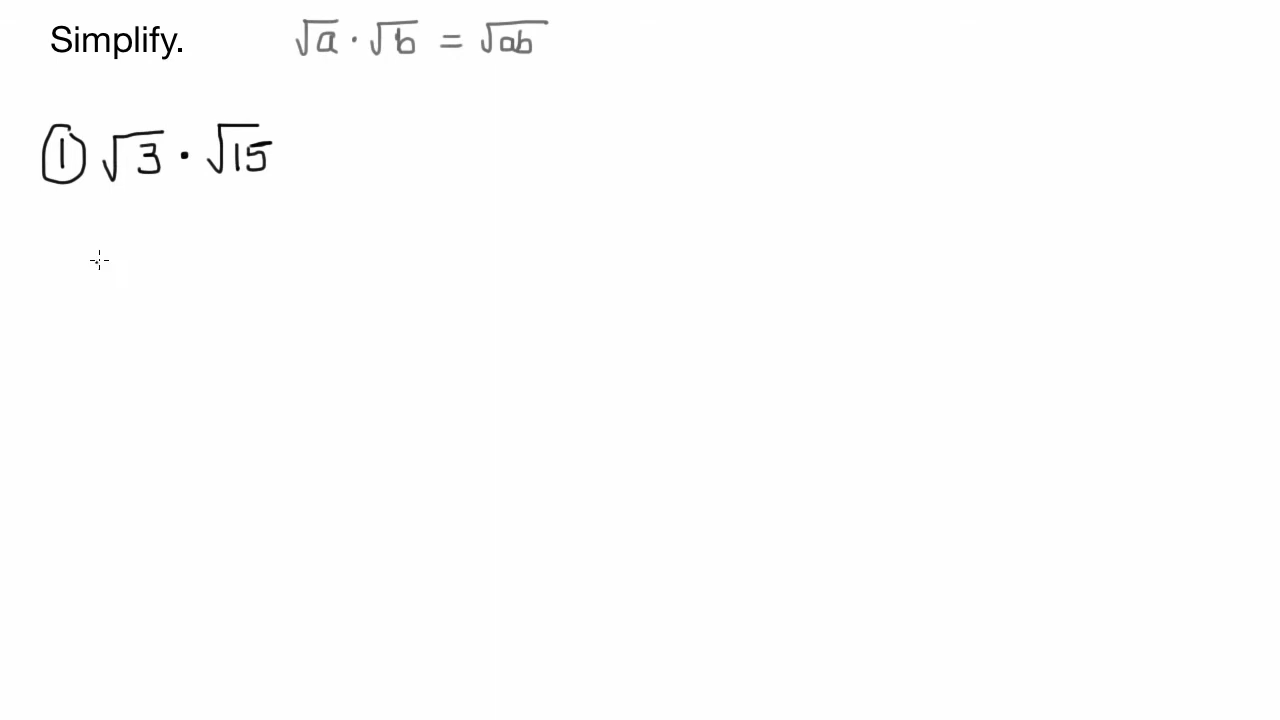 Simplify. √a · √b = √ab
① √3 · √15